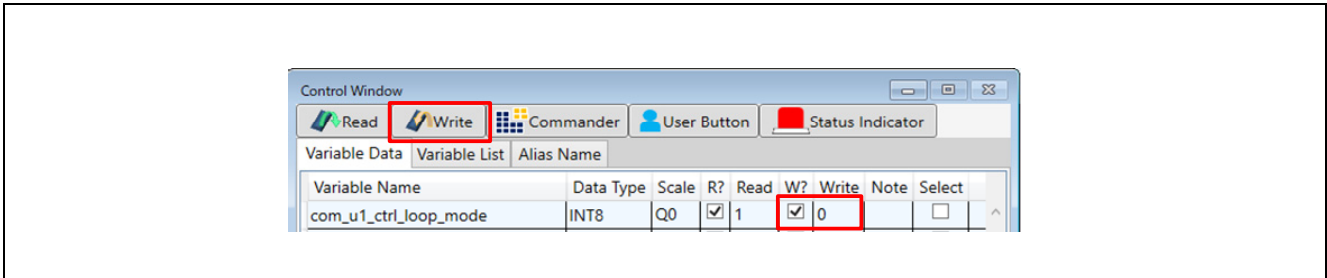 Control Window
Read Write Commander User Button Status Indicator
Variable Data Variable List Alias Name
Variable Name Data Type Scale R? Read W? Write Note Select
com_u1_ctrl_loop_mode INT8 Q0 1 0